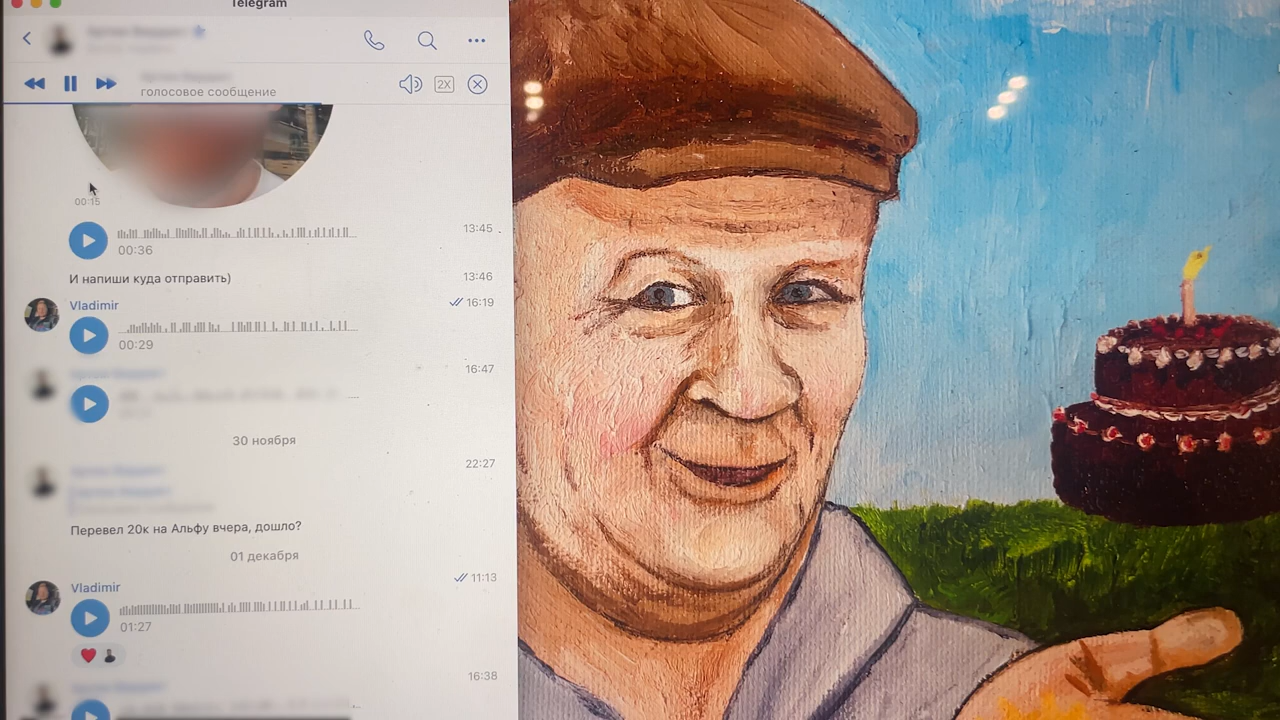 Telegram
голосовое сообщение
2X
00:15
13:45
00:36
И напиши куда отправить)
13:46
Vladimir
16:19
00:29
16:47
30 ноября
22:27
Перевел 20к на Альфу вчера, дошло?
01 декабря
Vladimir
11:13
01:27
16:38